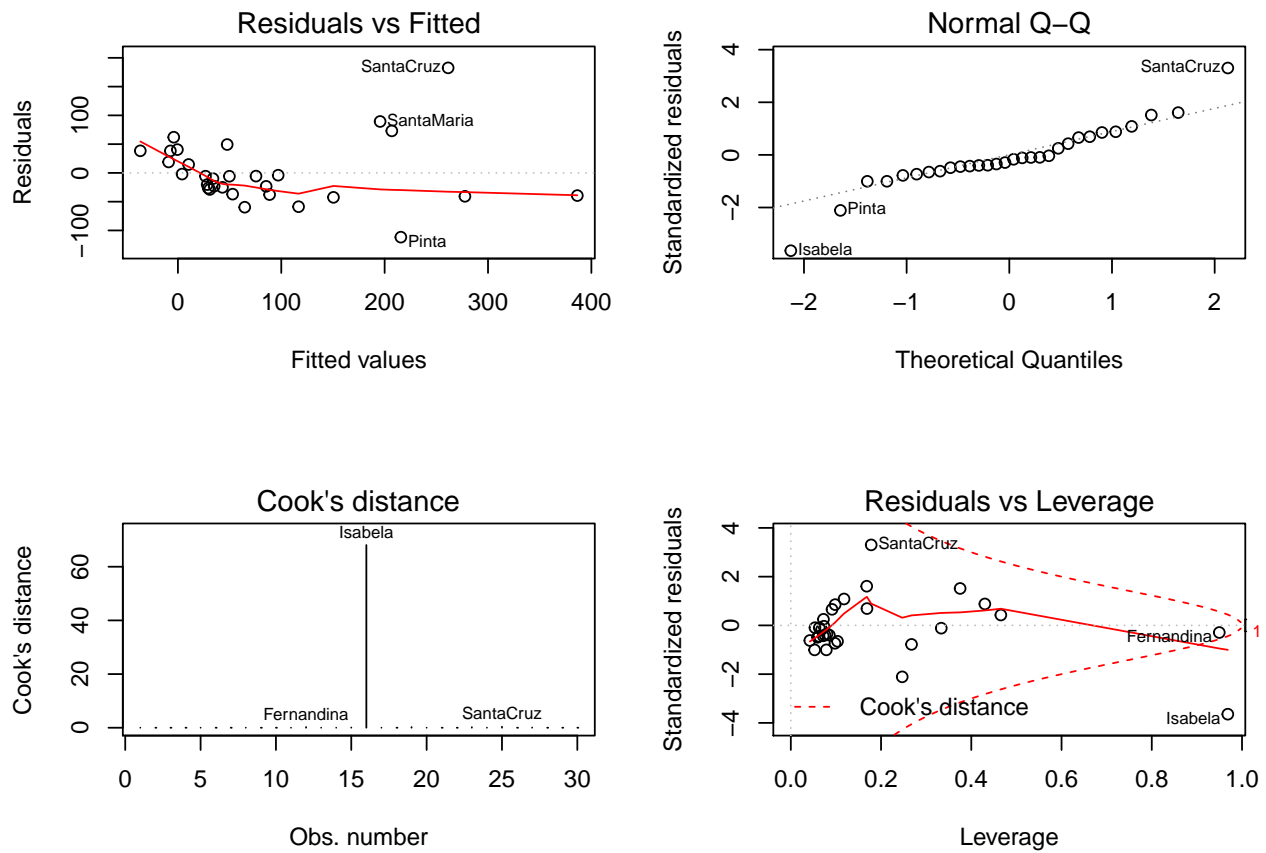 Residuals vs Fitted
Residuals
−100 0 100
0 100 200 300 400
Fitted values
SantaCruz
SantaMaria
Pinta
Normal Q−Q
Standardized residuals
−2 0 2 4
−2 −1 0 1 2
Theoretical Quantiles
SantaCruz
Pinta
Isabela
Cook's distance
Cook's distance
0 20 40 60
0 5 10 15 20 25 30
Obs. number
Isabela
Fernandina
SantaCruz
Residuals vs Leverage
Standardized residuals
−4 −2 0 2 4
0.0 0.2 0.4 0.6 0.8 1.0
Leverage
SantaCruz
Fernandina
1
Cook's distance
Isabela